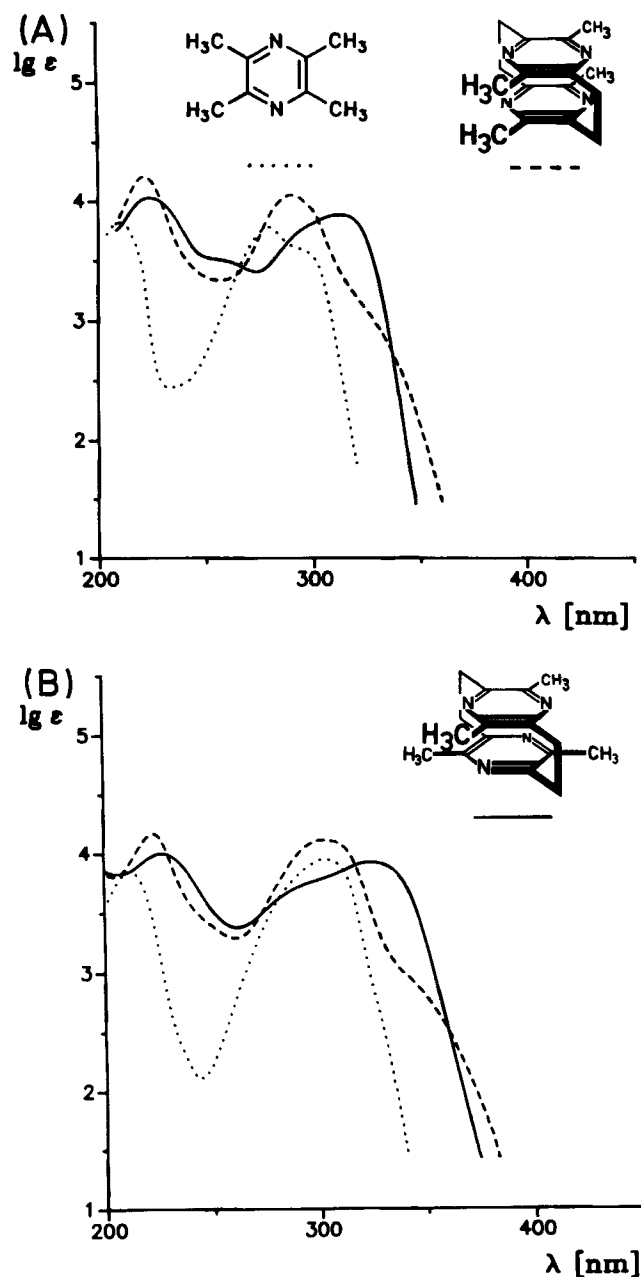 (A)
lg ε
H₃C CH₃
N
N
H₃C CH₃
CH₃
N N
H₃C CH₃
N N
H₃C
5
4
3
2
1
200 300 400
λ [nm]
(B)
lg ε
CH₃
N N
H₃C N
H₃C CH₃
N
5
4
3
2
1
200 300 400
λ [nm]